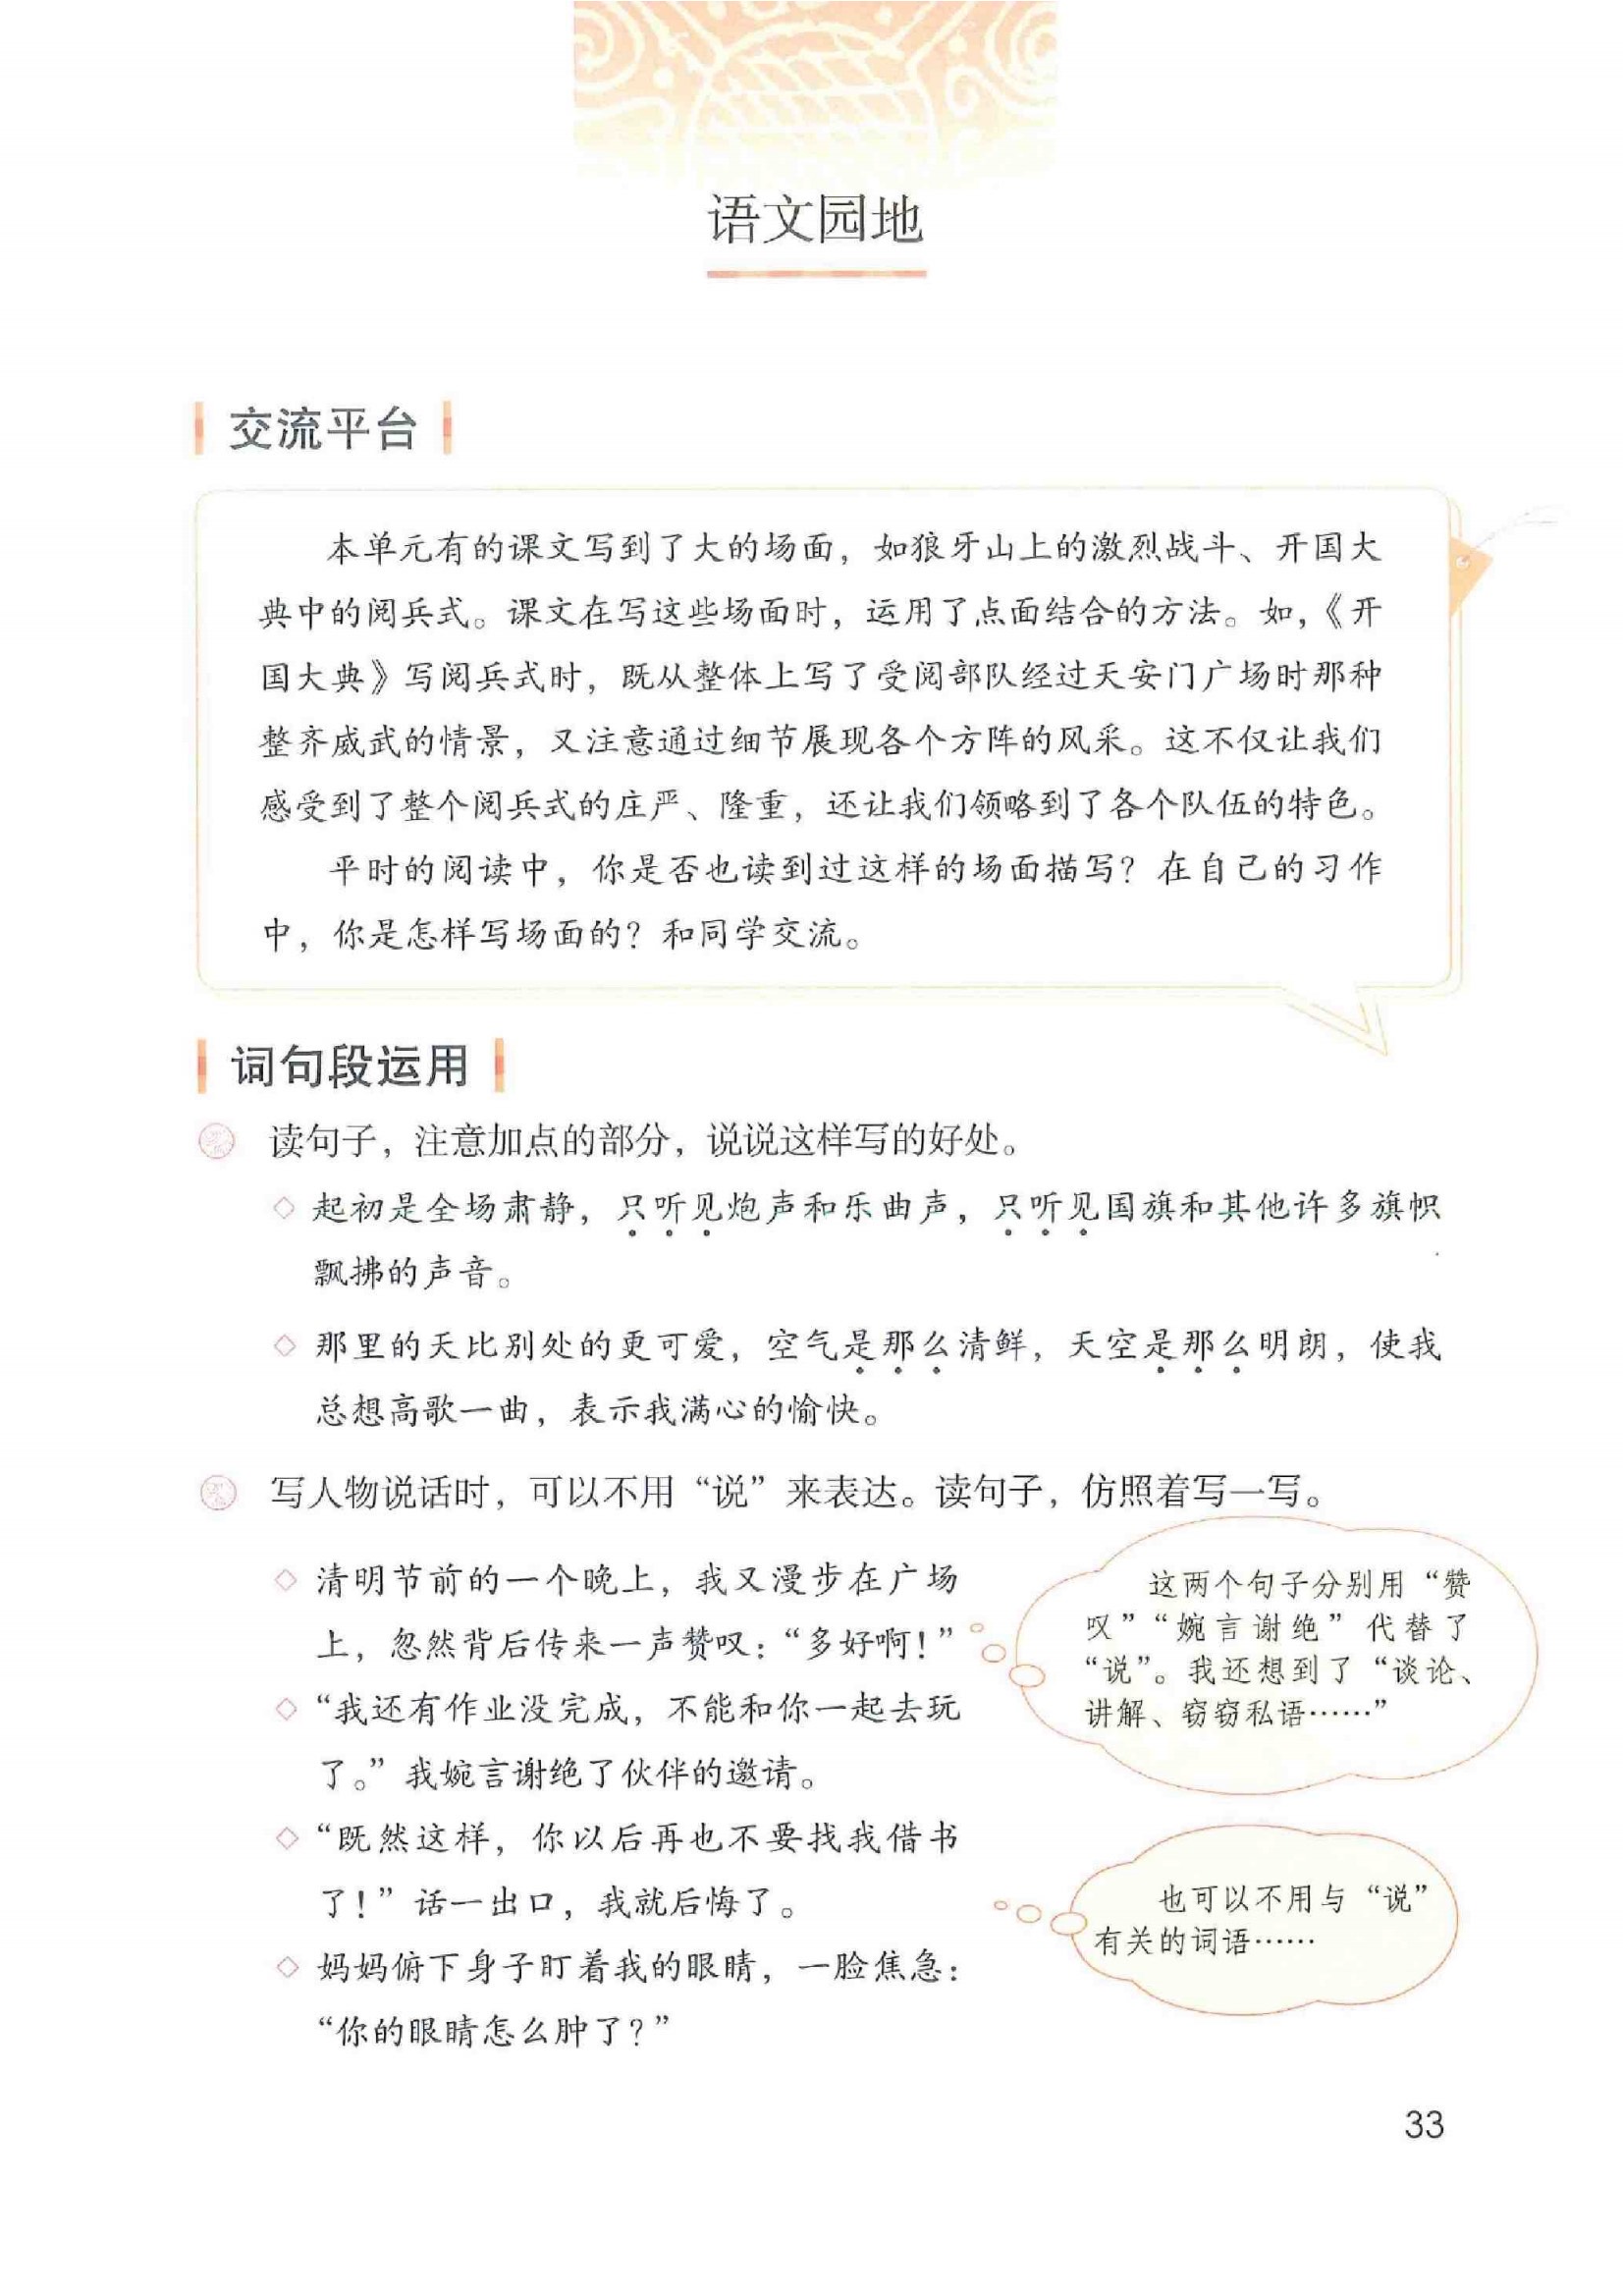 语文园地
交流平台
本单元有的课文写到了大的场面，如狼牙山上的激烈战斗、开国大
典中的阅兵式。课文在写这些场面时，运用了点面结合的方法。如，《开
国大典》写阅兵式时，既从整体上写了受阅部队经过天安门广场时那种
整齐威武的情景，又注意通过细节展现各个方阵的风采。这不仅让我们
感受到了整个阅兵式的庄严、隆重，还让我们领略到了各个队伍的特色。
平时的阅读中，你是否也读到过这样的场面描写？在自己的习作
中，你是怎样写场面的？和同学交流。
词句段运用
读句子，注意加点的部分，说说这样写的好处。
◇ 起初是全场肃静，只听见炮声和乐曲声，只听见国旗和其他许多旗帜
飘拂的声音。
◇ 那里的天比别处的更可爱，空气是那么清鲜，天空是那么明朗，使我
总想高歌一曲，表示我满心的愉快。
写人物说话时，可以不用“说”来表达。读句子，仿照着写一写。
◇ 清明节前的一个晚上，我又漫步在广场
上，忽然背后传来一声赞叹：“多好啊！”
◇ “我还有作业没完成，不能和你一起去玩
了。”我婉言谢绝了伙伴的邀请。
◇ “既然这样，你以后再也不要找我借书
了！”话一出口，我就后悔了。
◇ 妈妈俯下身子盯着我的眼睛，一脸焦急：
“你的眼睛怎么肿了？”
这两个句子分别用“赞
叹”“婉言谢绝”代替了
“说”。我还想到了“谈论、
讲解、窃窃私语……”
也可以不用与“说”
有关的词语……
33